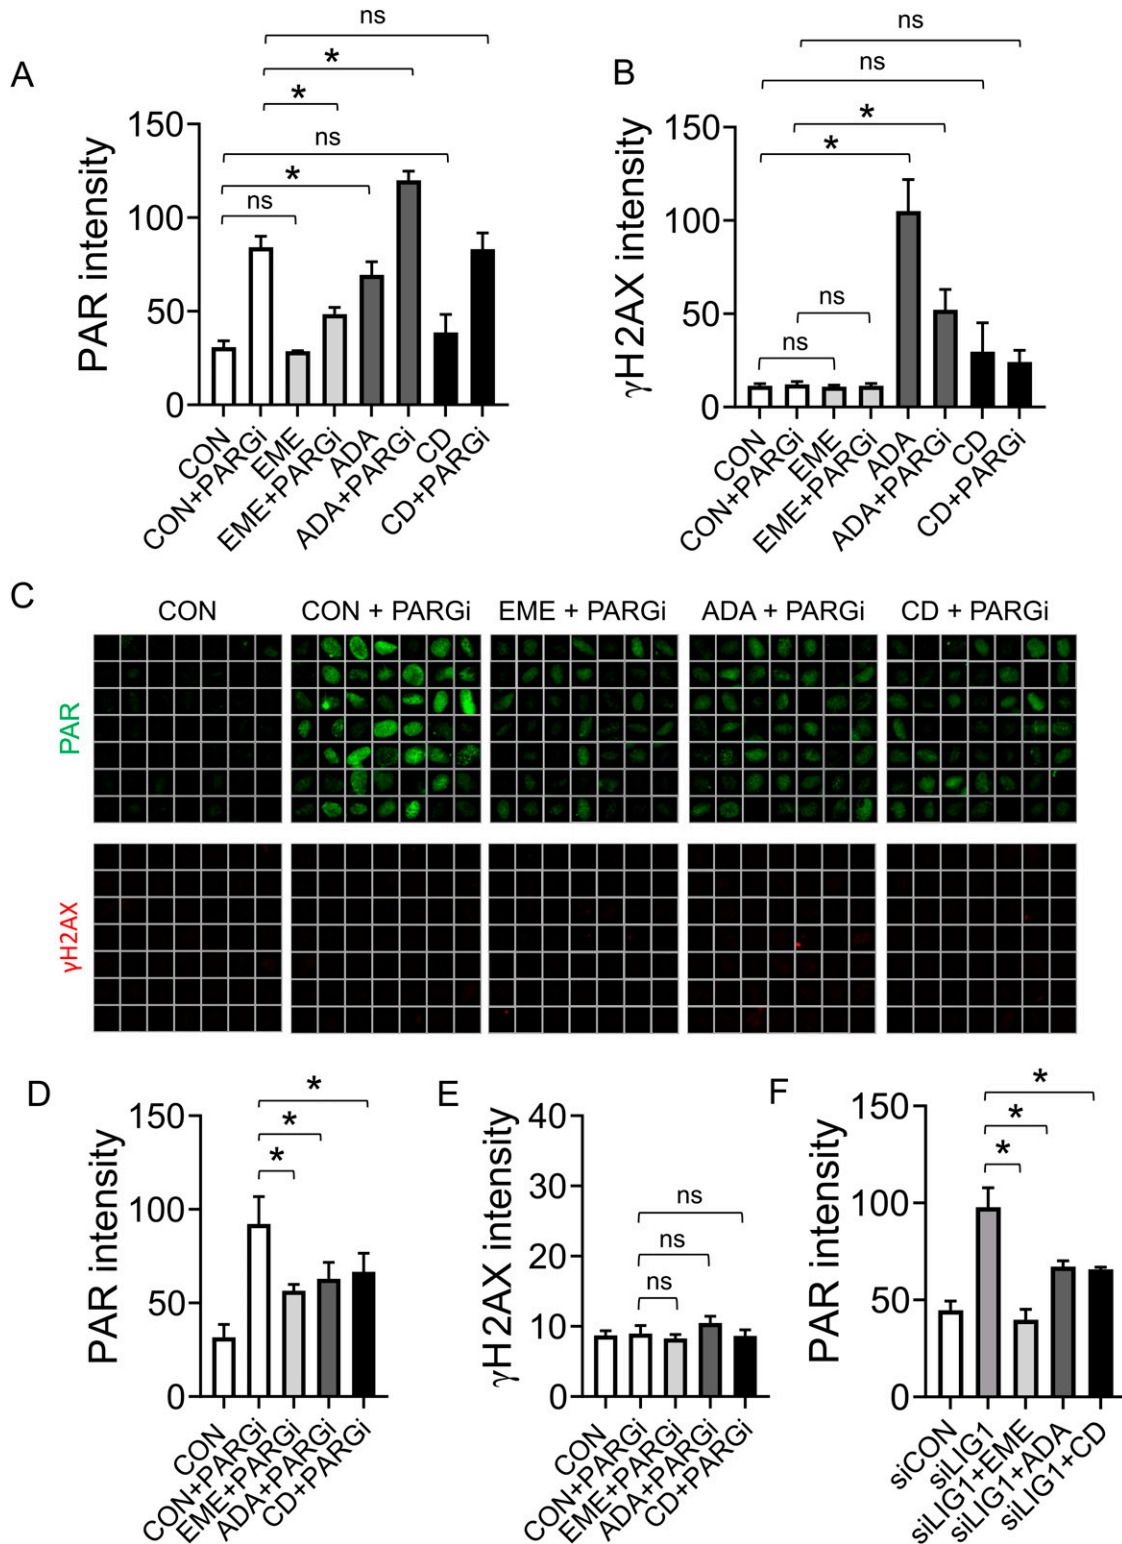 A
ns
*
*
ns
*
ns
PAR intensity
150
100
50
0
CON
CON+PARGi
EME
EME+PARGi
ADA
ADA+PARGi
CD
CD+PARGi
B
ns
ns
*
*
ns
ns
γH2AX intensity
150
100
50
0
CON
CON+PARGi
EME
EME+PARGi
ADA
ADA+PARGi
CD
CD+PARGi
C
CON
CON + PARGi
EME + PARGi
ADA + PARGi
CD + PARGi
PAR
γH2AX
D
*
*
*
PAR intensity
150
100
50
0
CON
CON+PARGi
EME+PARGi
ADA+PARGi
CD+PARGi
E
ns
ns
ns
γH2AX intensity
40
30
20
10
0
CON
CON+PARGi
EME+PARGi
ADA+PARGi
CD+PARGi
F
*
*
*
PAR intensity
150
100
50
0
siCON
siLIG1
siLIG1+EME
siLIG1+ADA
siLIG1+CD